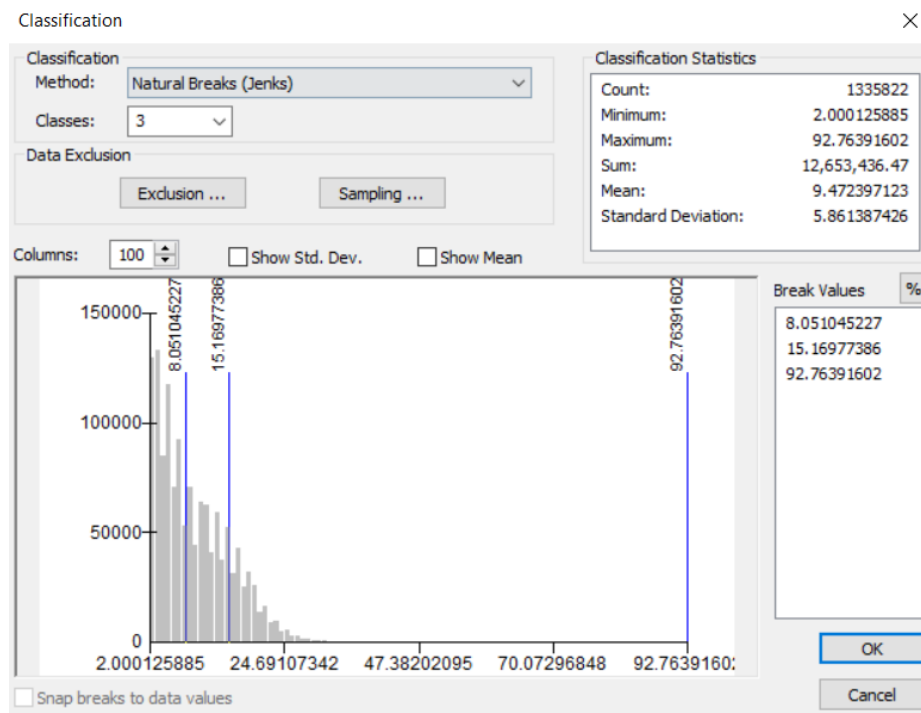 Classification
Classification
Method: Natural Breaks (Jenks)
Classes: 3
Data Exclusion
Exclusion ...
Sampling ...
Classification Statistics
Count: 1335822
Minimum: 2.000125885
Maximum: 92.76391602
Sum: 12,653,436.47
Mean: 9.472397123
Standard Deviation: 5.861387426
Columns: 100 Show Std. Dev. Show Mean
8.051045227
15.16977386
92.76391602
150000
100000
50000
0
2.000125885 24.69107342 47.38202095 70.07296848 92.76391602
Break Values %
8.051045227
15.16977386
92.76391602
OK
Cancel
Snap breaks to data values